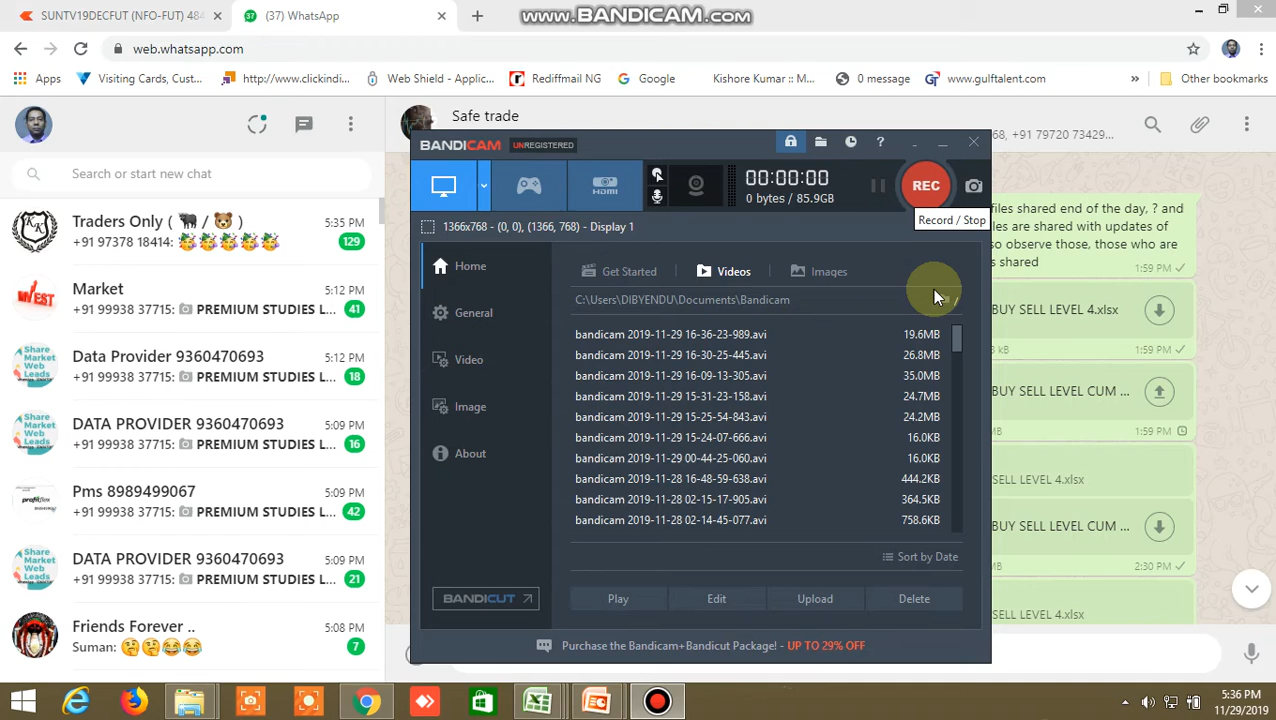 SUNTV19DECFUT (NFO-FUT) 484
(37) WhatsApp
www.BANDICAM.com
web.whatsapp.com
Apps
Visiting Cards, Cust...
http://www.clickindi...
Web Shield - Applic...
Rediffmail NG
Google
Kishore Kumar :: M...
0 message
www.gulftalent.com
Other bookmarks
Search or start new chat
Traders Only ( / )
5:35 PM
+91 97378 18414:
129
Market
5:12 PM
+91 99938 37715: PREMIUM STUDIES L...
41
Data Provider 9360470693
5:12 PM
+91 99938 37715: PREMIUM STUDIES L...
18
DATA PROVIDER 9360470693
5:09 PM
+91 99938 37715: PREMIUM STUDIES L...
16
Pms 8989499067
5:09 PM
+91 99938 37715: PREMIUM STUDIES L...
42
DATA PROVIDER 9360470693
5:09 PM
+91 99938 37715: PREMIUM STUDIES L...
21
Friends Forever ..
5:08 PM
Suman:
7
Safe trade
68, +91 79720 73429...
BANDICAM UNREGISTERED
HDMI
00:00:00
0 bytes / 85.9GB
REC
Record / Stop
1366x768 - (0, 0), (1366, 768) - Display 1
Home
General
Video
Image
About
BANDICUT
Get Started
Videos
Images
C:\Users\DIBYENDU\Documents\Bandicam
bandicam 2019-11-29 16-36-23-989.avi 19.6MB
bandicam 2019-11-29 16-30-25-443.avi 26.8MB
bandicam 2019-11-29 16-09-13-305.avi 35.0MB
bandicam 2019-11-29 15-31-23-158.avi 24.7MB
bandicam 2019-11-29 15-25-54-843.avi 24.2MB
bandicam 2019-11-29 15-24-07-666.avi 16.0KB
bandicam 2019-11-29 00-44-25-060.avi 16.0KB
bandicam 2019-11-28 16-48-59-638.avi 444.2KB
bandicam 2019-11-28 02-15-17-905.avi 364.5KB
bandicam 2019-11-28 02-14-45-077.avi 758.6KB
Sort by Date
Play
Edit
Upload
Delete
Purchase the Bandicam+Bandicut Package! - UP TO 29% OFF
files shared end of the day, ? and
les are shared with updates of
so observe those, those who are
s shared
1:59 PM
BUY SELL LEVEL 4.xlsx
kB
1:59 PM
BUY SELL LEVEL CUM ...
1:59 PM
SELL LEVEL 4.xlsx
BUY SELL LEVEL CUM ...
MB
2:30 PM
SELL LEVEL 4.xlsx
5:36 PM
11/29/2019